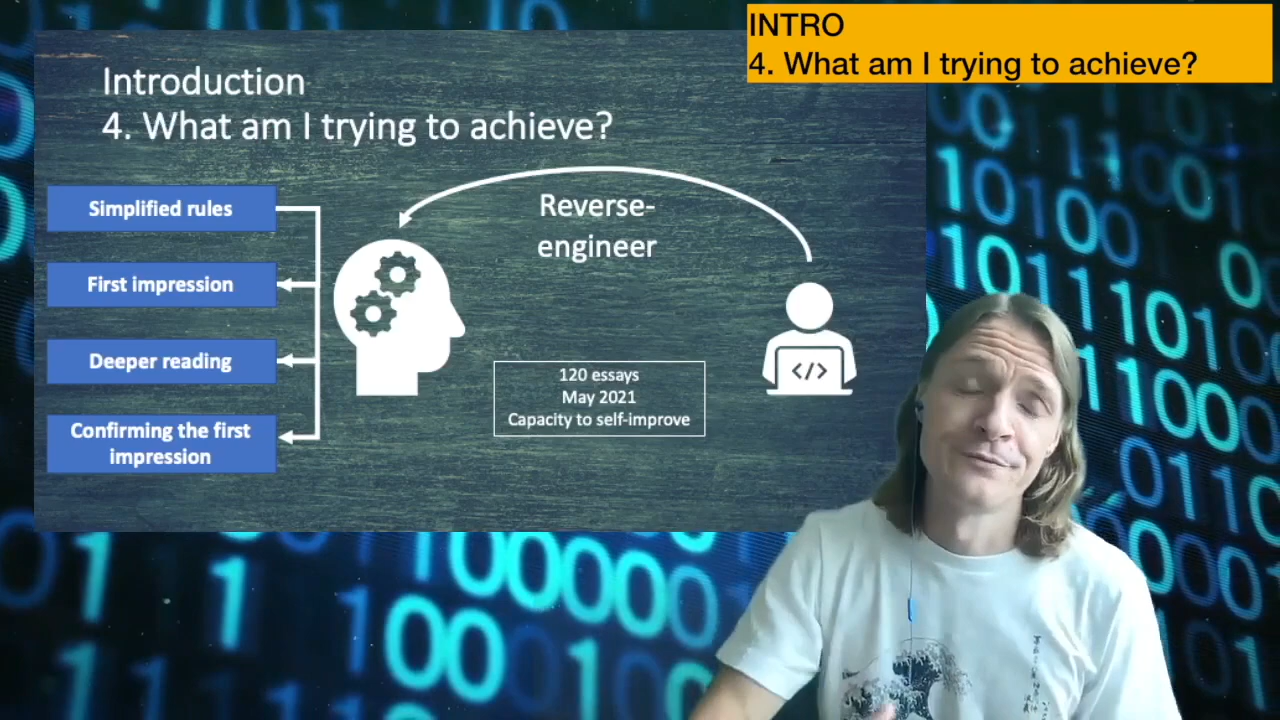 INTRO
4. What am I trying to achieve?
Introduction
4. What am I trying to achieve?
Simplified rules
First impression
Deeper reading
Confirming the first
impression
Reverse-
engineer
</>
120 essays
May 2021
Capacity to self-improve